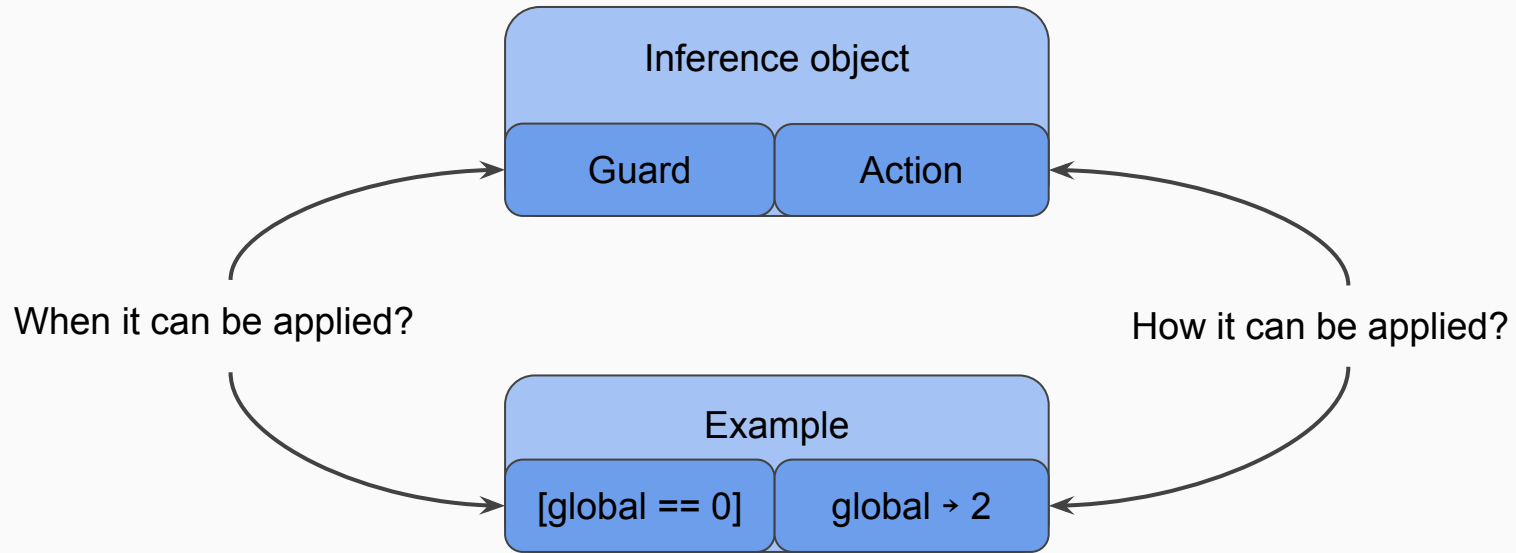 Inference object
Guard
Action
When it can be applied?
How it can be applied?
Example
[global == 0]
global → 2